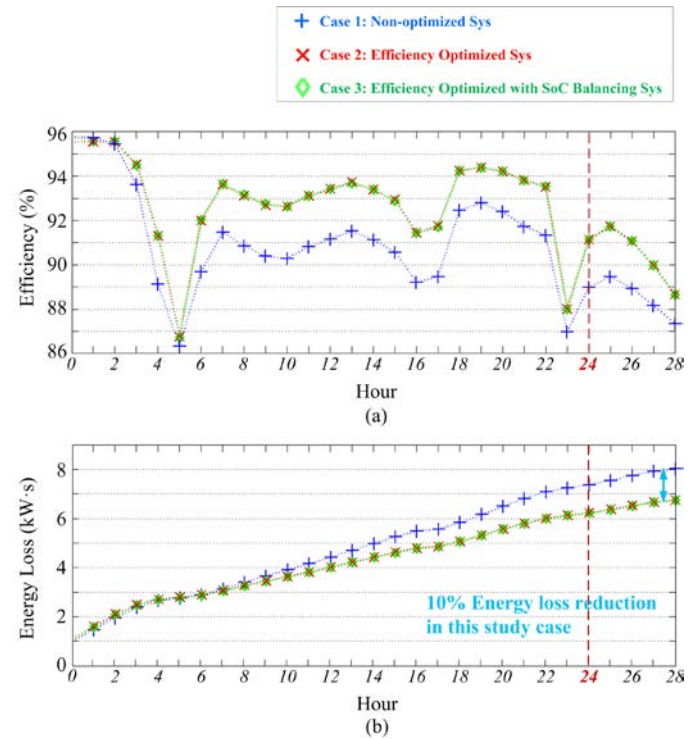 Case 1: Non-optimized Sys
Case 2: Efficiency Optimized Sys
Case 3: Efficiency Optimized with SoC Balancing Sys
96
94
92
90
88
86
Efficiency (%)
0 2 4 6 8 10 12 14 16 18 20 22 24 26 28
Hour
(a)
8
6
4
2
0
Energy Loss (kW·s)
10% Energy loss reduction
in this study case
0 2 4 6 8 10 12 14 16 18 20 22 24 26 28
Hour
(b)